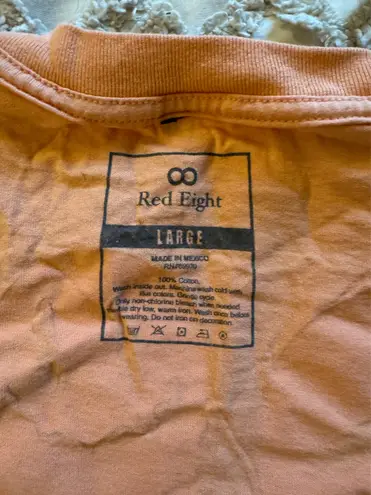 Red Eight
LARGE
MADE IN MEXICO
100% Cotton.
Wash inside out. Machine wash cold with
like colors. Gentle cycle.
Only non-chlorine bleach when needed.
Tumble dry low, warm iron. Wash once before
wearing. Do not iron on decoration.